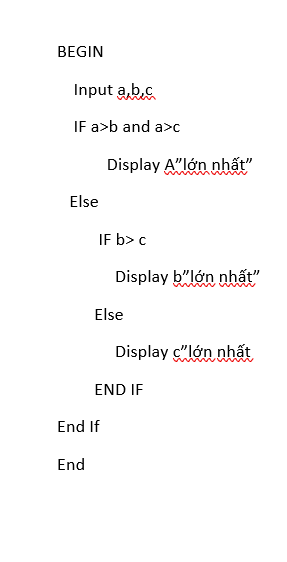 BEGIN
Input a,b,c
IF a>b and a>c
Display A”lớn nhất”
Else
IF b> c
Display b”lớn nhất”
Else
Display c”lớn nhất
END IF
End If
End